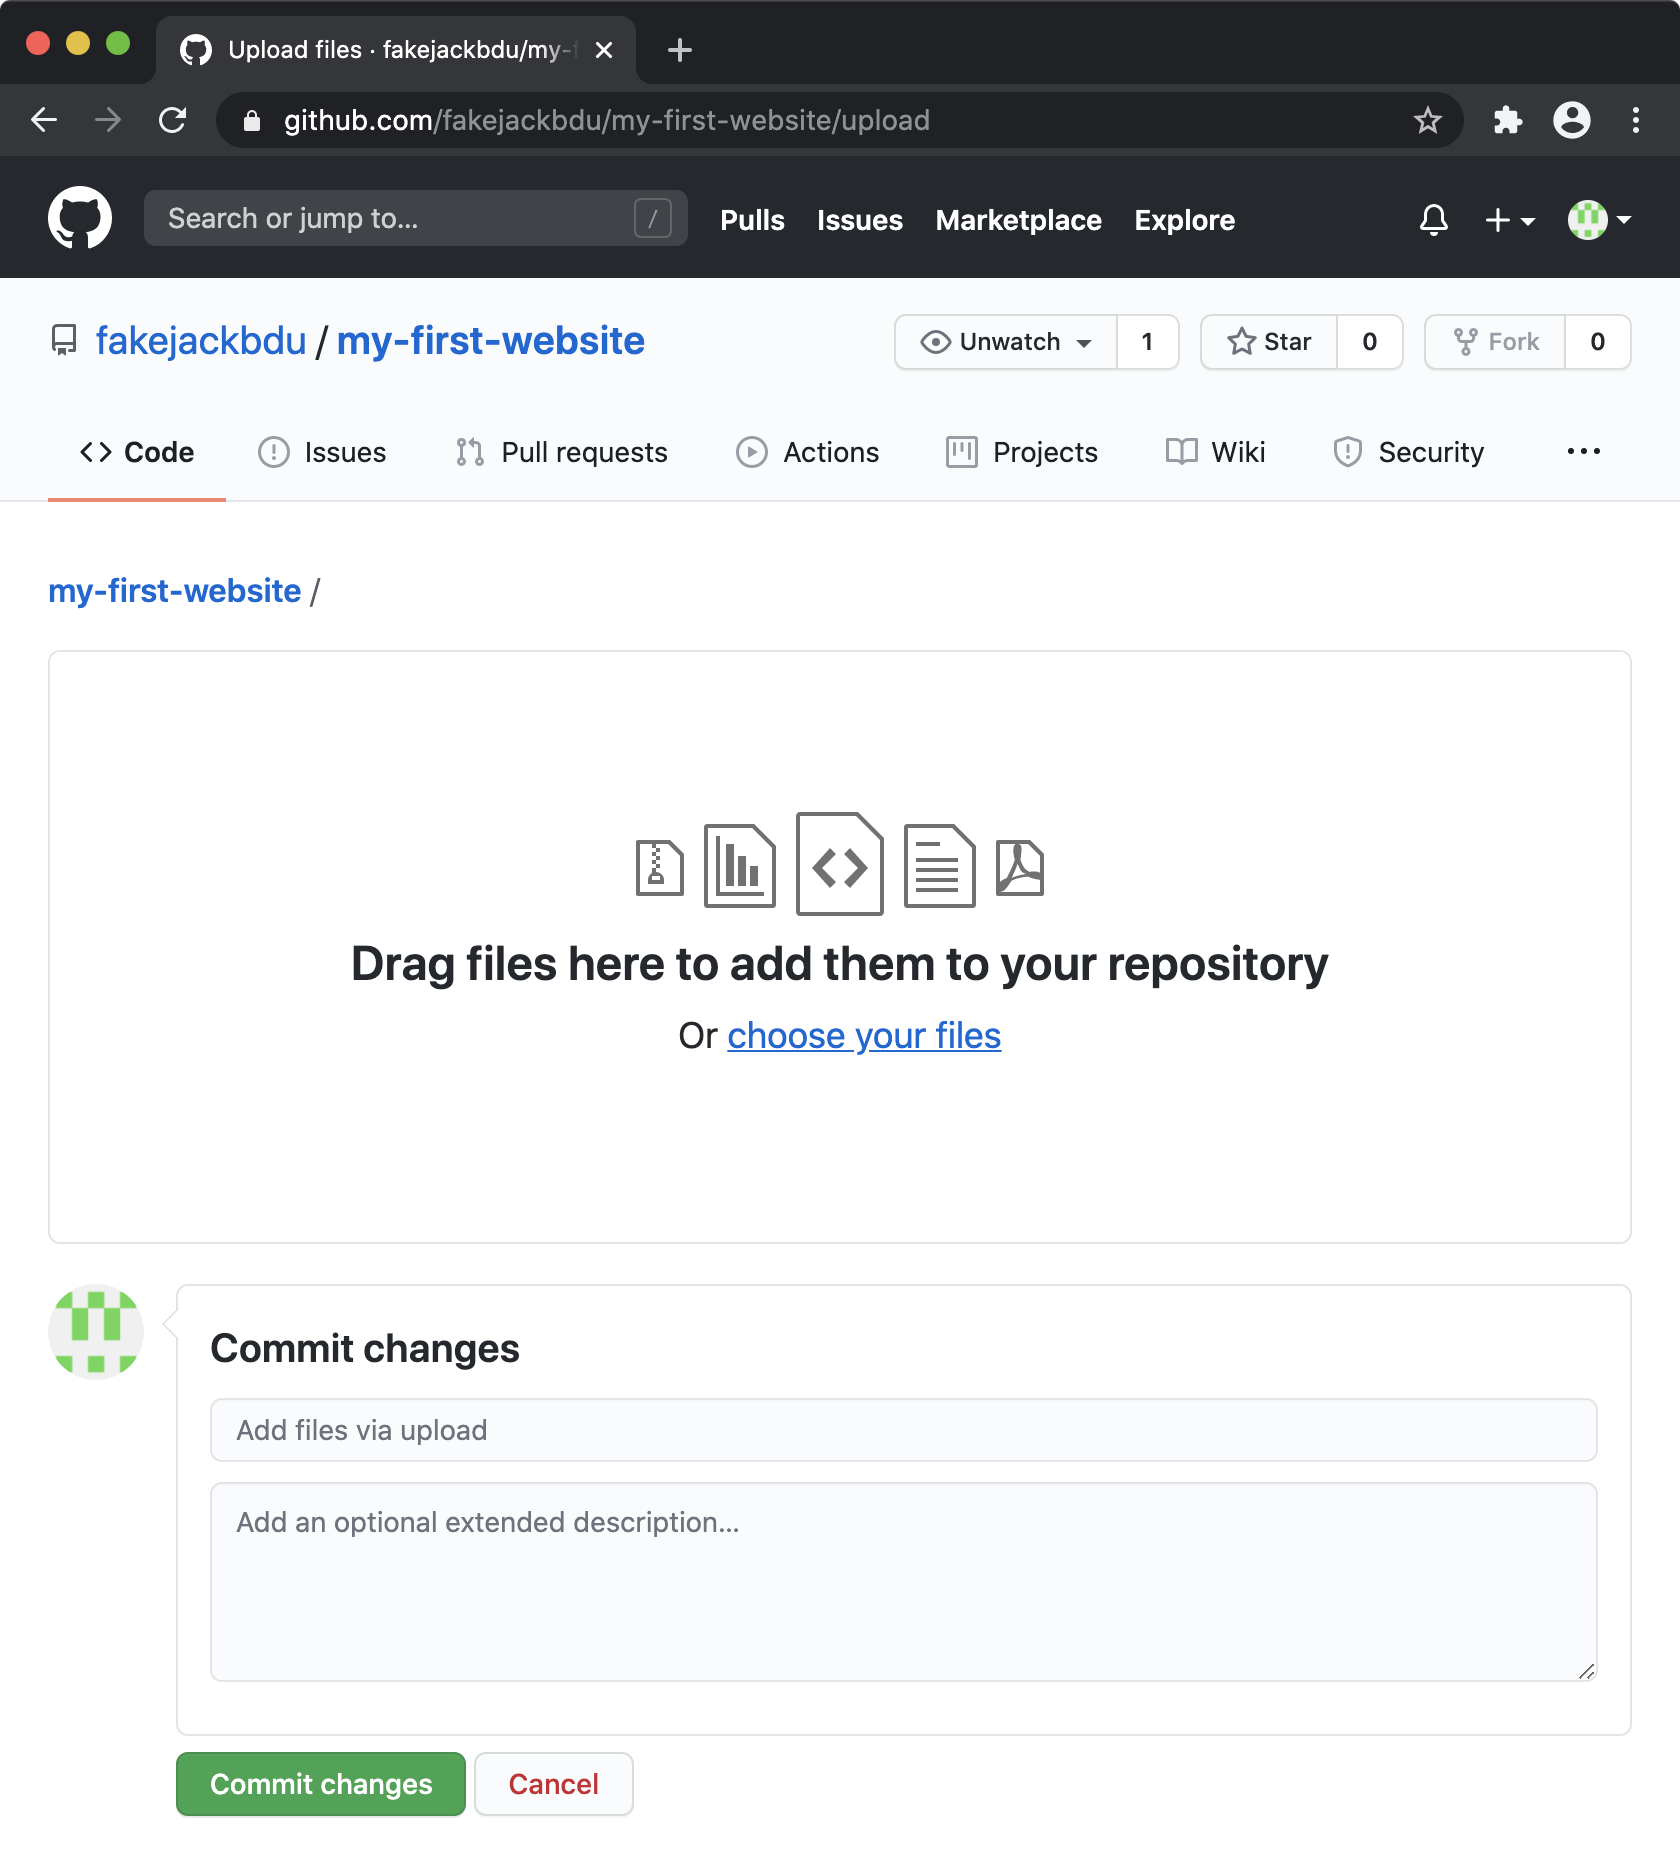 Upload files · fakejackbdu/my-f
github.com/fakejackbdu/my-first-website/upload
Search or jump to... /
Pulls Issues Marketplace Explore
fakejackbdu / my-first-website
Unwatch 1 Star 0 Fork 0
Code Issues Pull requests Actions Projects Wiki Security
my-first-website /
Drag files here to add them to your repository
Or choose your files
Commit changes
Add files via upload
Add an optional extended description...
Commit changes Cancel